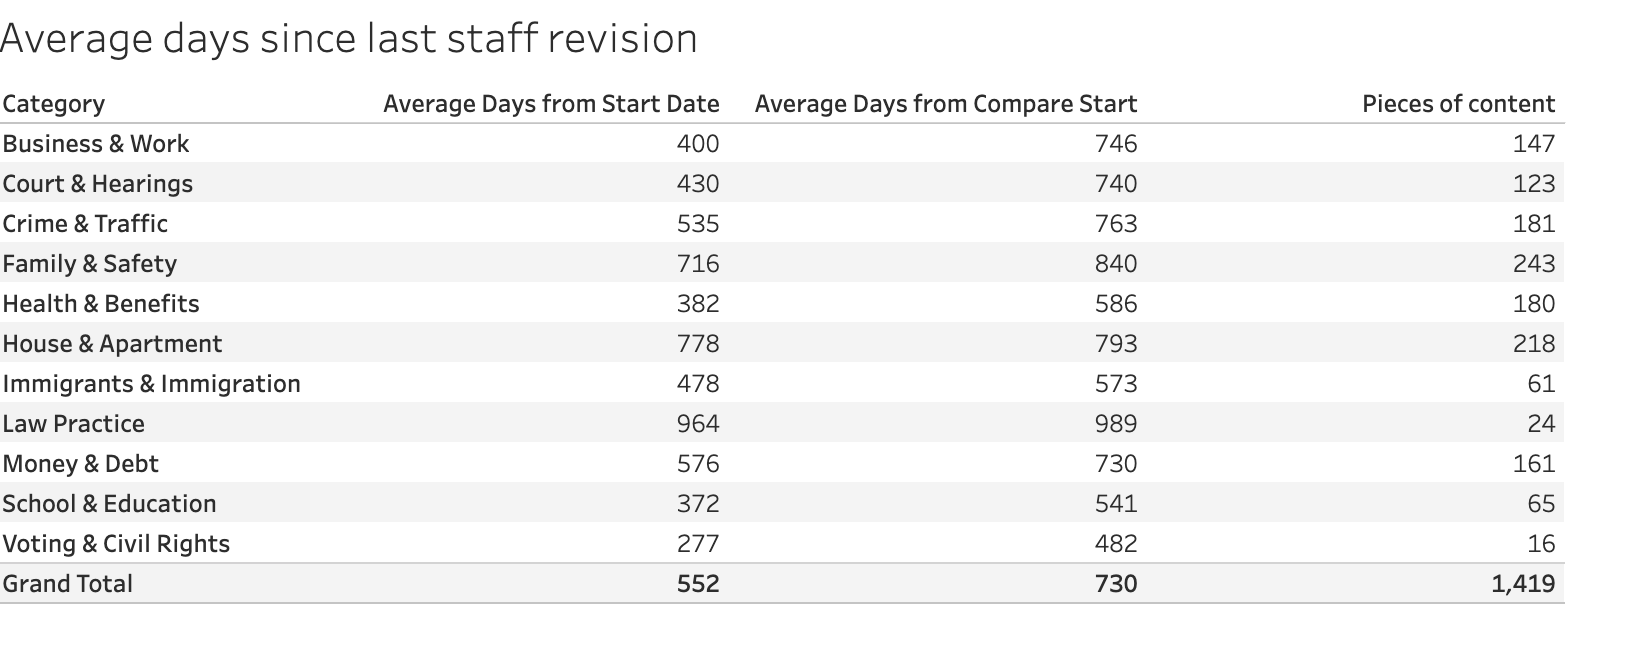 Average days since last staff revision
Category Average Days from Start Date Average Days from Compare Start Pieces of content
Business & Work 400 746 147
Court & Hearings 430 740 123
Crime & Traffic 535 763 181
Family & Safety 716 840 243
Health & Benefits 382 586 180
House & Apartment 778 793 218
Immigrants & Immigration 478 573 61
Law Practice 964 989 24
Money & Debt 576 730 161
School & Education 372 541 65
Voting & Civil Rights 277 482 16
Grand Total 552 730 1,419